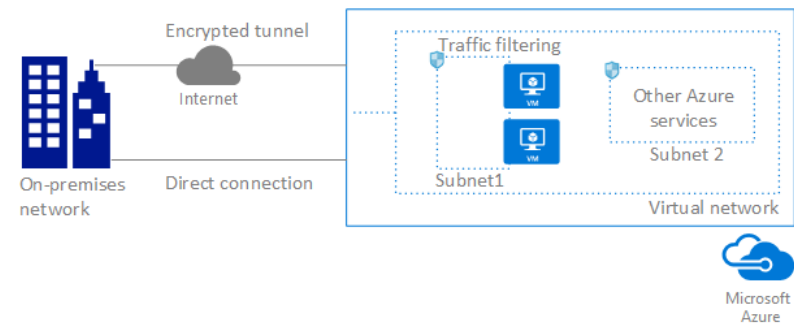 Encrypted tunnel
Traffic filtering
Internet
VM
Other Azure
services
VM
Subnet 2
On-premises
network
Direct connection
Subnet1
Virtual network
Microsoft
Azure